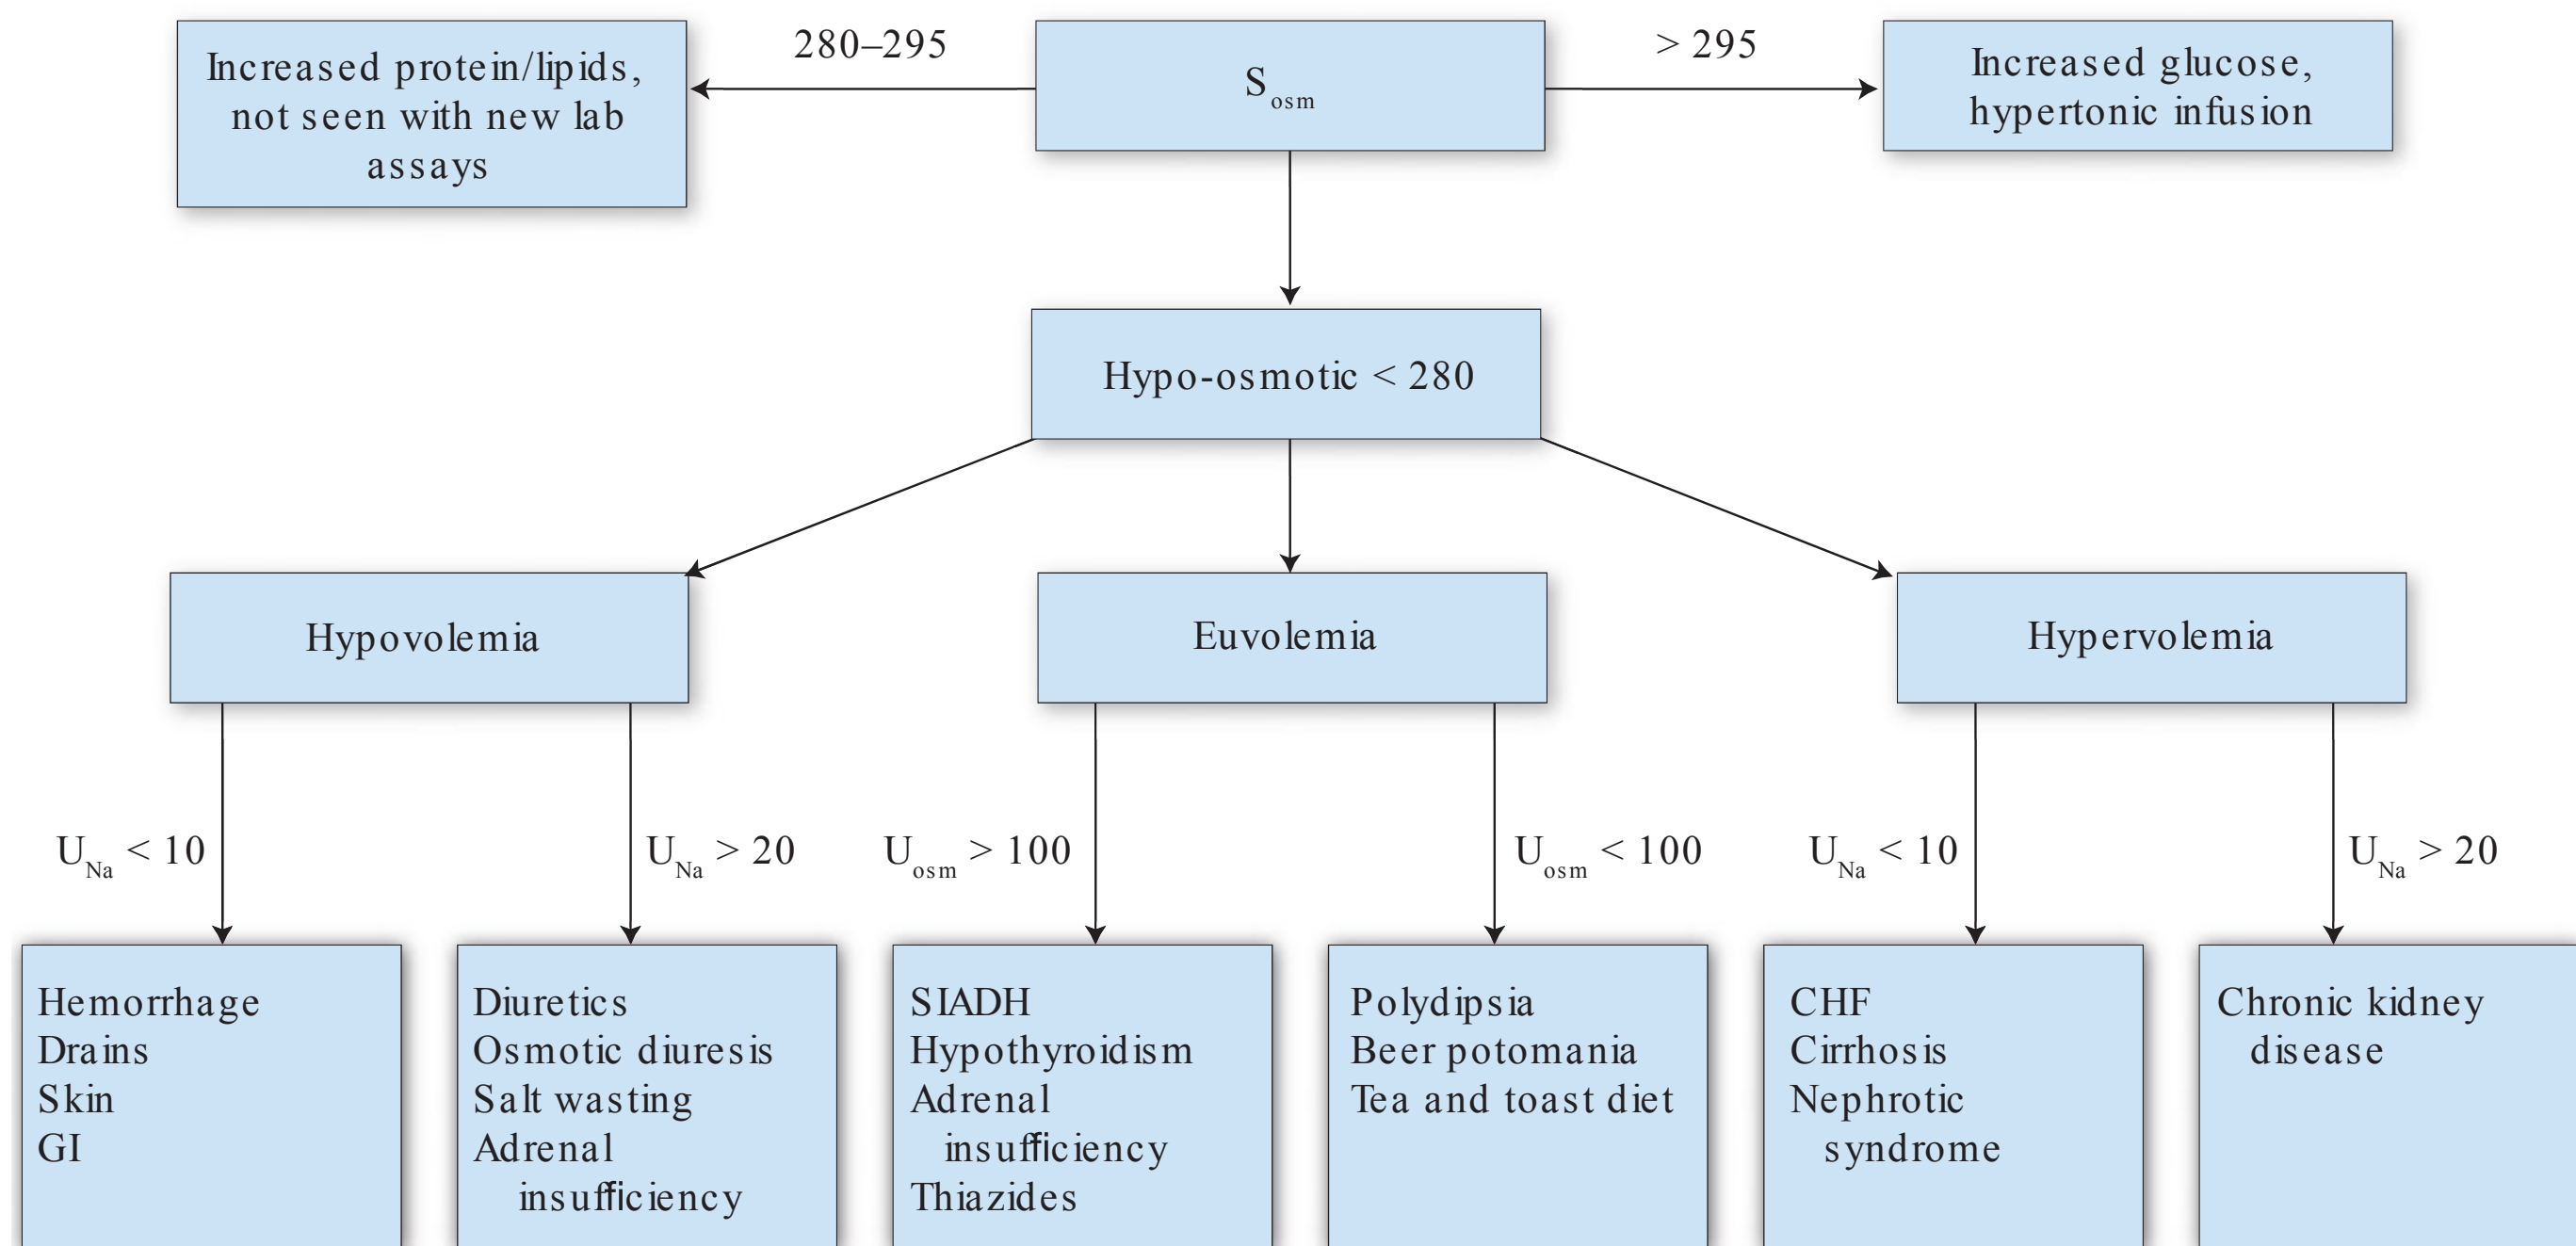 Increased protein/lipids,
not seen with new lab
assays
280–295
Sosm
> 295
Increased glucose,
hypertonic infusion
Hypo-osmotic < 280
Hypovolemia
Euvolemia
Hypervolemia
UNa < 10
UNa > 20
Uosm > 100
Uosm < 100
UNa < 10
UNa > 20
Hemorrhage
Drains
Skin
GI
Diuretics
Osmotic diuresis
Salt wasting
Adrenal
insufficiency
SIADH
Hypothyroidism
Adrenal
insufficiency
Thiazides
Polydipsia
Beer potomania
Tea and toast diet
CHF
Cirrhosis
Nephrotic
syndrome
Chronic kidney
disease